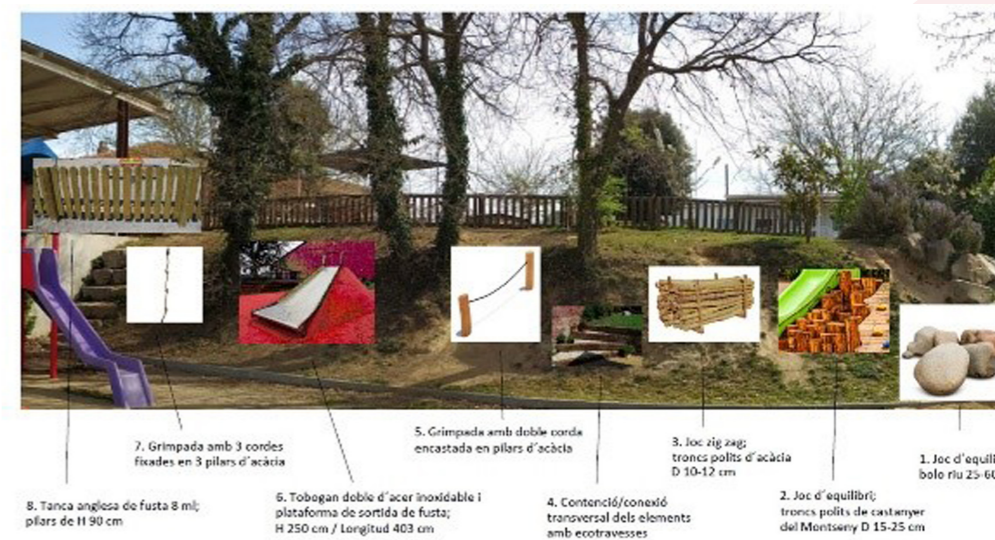 7. Grimpada amb 3 cordes
fixades en 3 pilars d´acàcia
5. Grimpada amb doble corda
encastada en pilars d´acàcia
3. Joc zig zag;
troncs polits d´acàcia
D 10-12 cm
1. Joc d´equili
bolo riu 25-60
8. Tanca anglesa de fusta 8 ml;
pilars de H 90 cm
6. Tobogan doble d´acer inoxidable i
plataforma de sortida de fusta;
H 250 cm / Longitud 403 cm
4. Contenció/conexió
transversal dels elements
amb ecotravesses
2. Joc d´equilibri;
troncs polits de castanyer
del Montseny D 15-25 cm